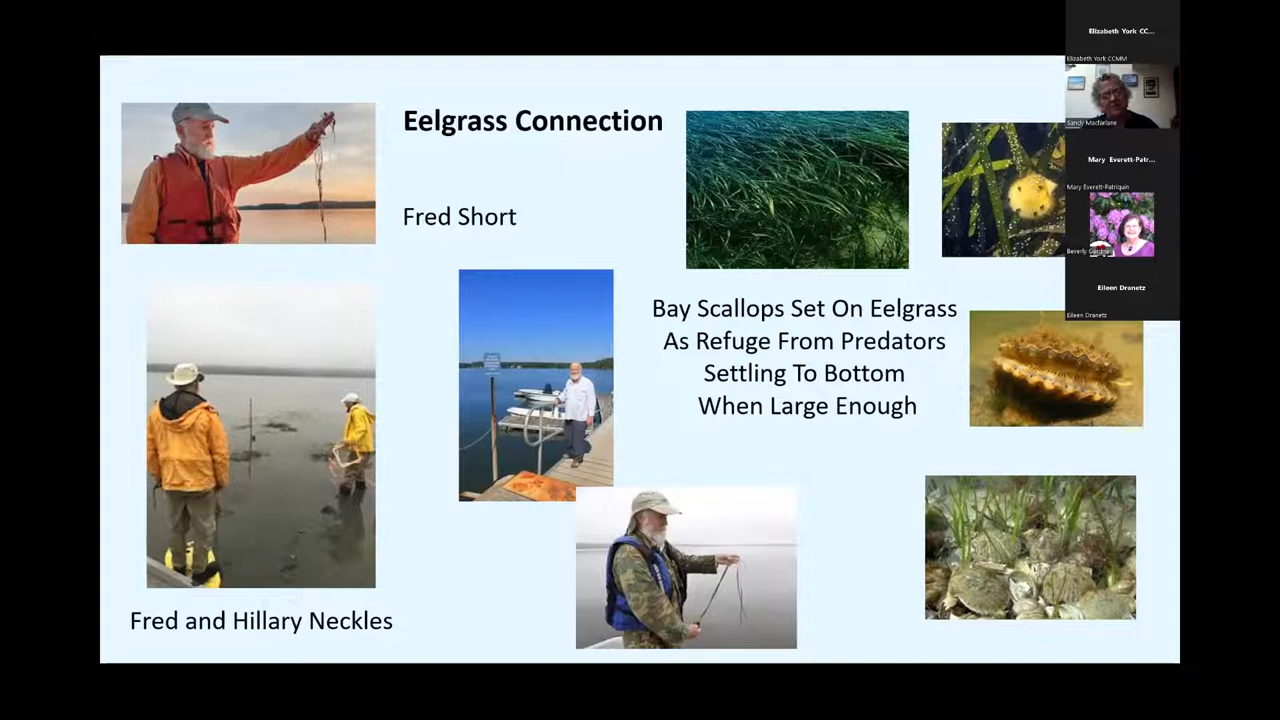 Eelgrass Connection
Fred Short
Bay Scallops Set On Eelgrass
As Refuge From Predators
Settling To Bottom
When Large Enough
Fred and Hillary Neckles
Elizabeth York CC...
Elizabeth York CCMM
Sandy Macfarlane
Mary Everett-Patr...
Mary Everett-Patriquin
Beverly Gardner
Eileen Dranetz
Eileen Dranetz